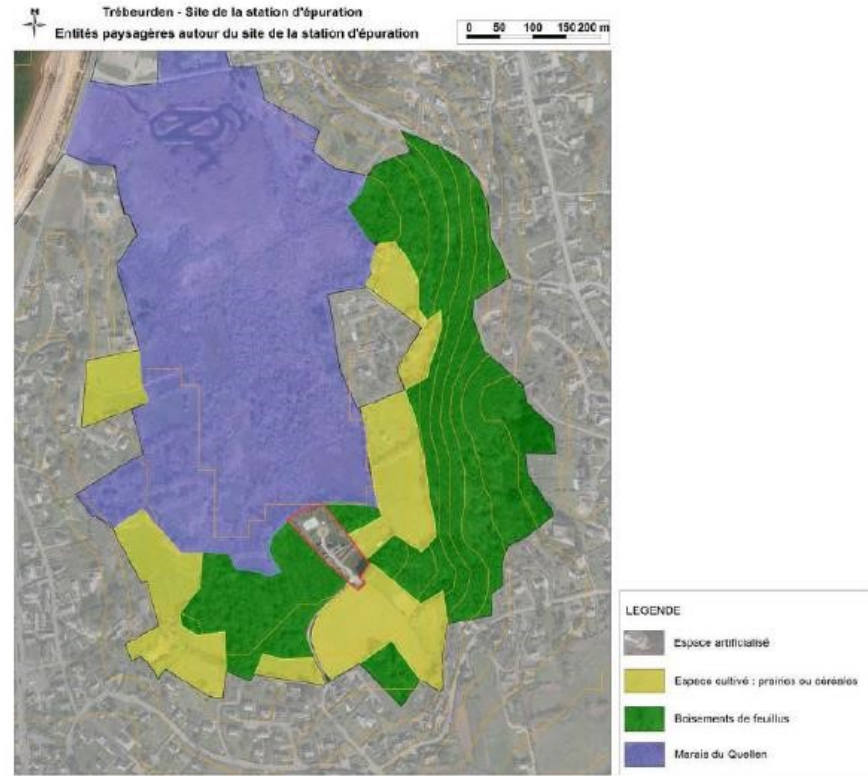 N
Trébeurden - Site de la station d'épuration
Entités paysagères autour du site de la station d'épuration
0 50 100 150 200 m
LEGENDE
Espace artificialisé
Espace cultivé : prairies ou céréales
Boisements de feuillus
Marais du Quellen